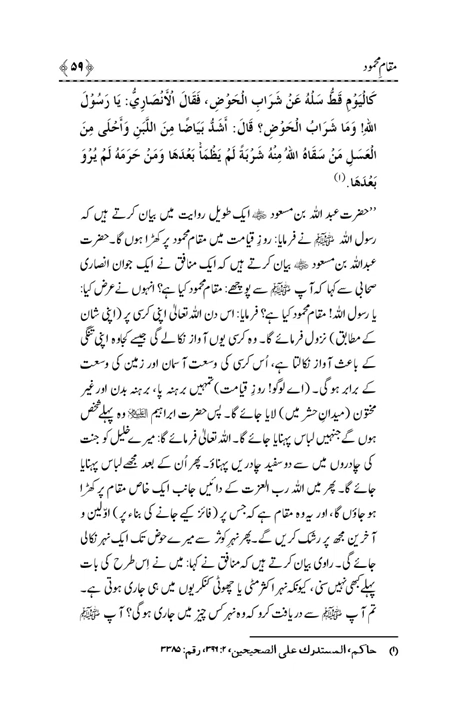 مقامِ محمود
﴿۵۹﴾
كَالْيَوْمِ قَطُّ سَلْهُ عَنْ شَرَابِ الْحَوْضِ، فَقَالَ الْأَنْصَارِيُّ: يَا رَسُوْلَ
اللهِ! وَمَا شَرَابُ الْحَوْضِ؟ قَالَ: أَشَدُّ بَيَاضًا مِنَ اللَّبَنِ وَأَحْلَى مِنَ
الْعَسَلِ مَنْ سَقَاهُ اللهُ مِنْهُ شَرْبَةً لَمْ يَظْمَأْ بَعْدَهَا وَمَنْ حَرَمَهُ لَمْ يُرْوَ
بَعْدَهَا. (۱)
’’حضرت عبد اللہ بن مسعود ﷛ ایک طویل روایت میں بیان کرتے ہیں کہ
رسول اللہ ﷺ نے فرمایا: روزِ قیامت میں مقامِ محمود پر کھڑا ہوں گا۔ حضرت
عبداللہ بن مسعود ﷛ بیان کرتے ہیں کہ ایک منافق نے ایک جوان انصاری
صحابی سے کہا کہ آپ ﷺ سے پوچھے: مقامِ محمود کیا ہے؟ انہوں نے عرض کیا:
یا رسول اللہ! مقامِ محمود کیا ہے؟ فرمایا: اس دن اللہ تعالیٰ اپنی کرسی پر (اپنی شان
کے مطابق) نزول فرمائے گا۔ وہ کرسی یوں آواز نکالے گی جیسے کجاوہ اپنی تنگی
کے باعث آواز نکالتا ہے، اُس کرسی کی وسعت آسمان اور زمین کی وسعت
کے برابر ہوگی۔ (اے لوگو! روزِ قیامت) تمہیں برہنہ پا، برہنہ بدن اور غیر
مختون (میدانِ حشر میں) لایا جائے گا۔ پس حضرت ابراہیم ﷤ وہ پہلے شخص
ہوں گے جنہیں لباس پہنایا جائے گا۔ اللہ تعالیٰ فرمائے گا: میرے خلیل کو جنت
کی چادروں میں سے دو سفید چادریں پہناؤ۔ پھر اُن کے بعد مجھے لباس پہنایا
جائے گا۔ پھر میں اللہ رب العزت کے دائیں جانب ایک خاص مقام پر کھڑا
ہو جاؤں گا، اور یہ وہ مقام ہے کہ جس پر (فائز کیے جانے کی بناء پر) اوّلین و
آخرین مجھ پر رشک کریں گے۔ پھر نہرِ کوثر سے میرے حوض تک ایک نہر نکالی
جائے گی۔ راوی بیان کرتے ہیں کہ منافق نے کہا: میں نے اِس طرح کی بات
پہلے کبھی نہیں سنی، کیونکہ نہر اکثر مٹی یا چھوٹی کنکریوں میں ہی جاری ہوتی ہے۔
تم آپ ﷺ سے دریافت کرو کہ وہ نہر کس چیز میں جاری ہوگی؟ آپ ﷺ
(۱) حاکم، المستدرک علی الصحیحین، ۲: ۳۹۶، رقم: ۳۳۸۵